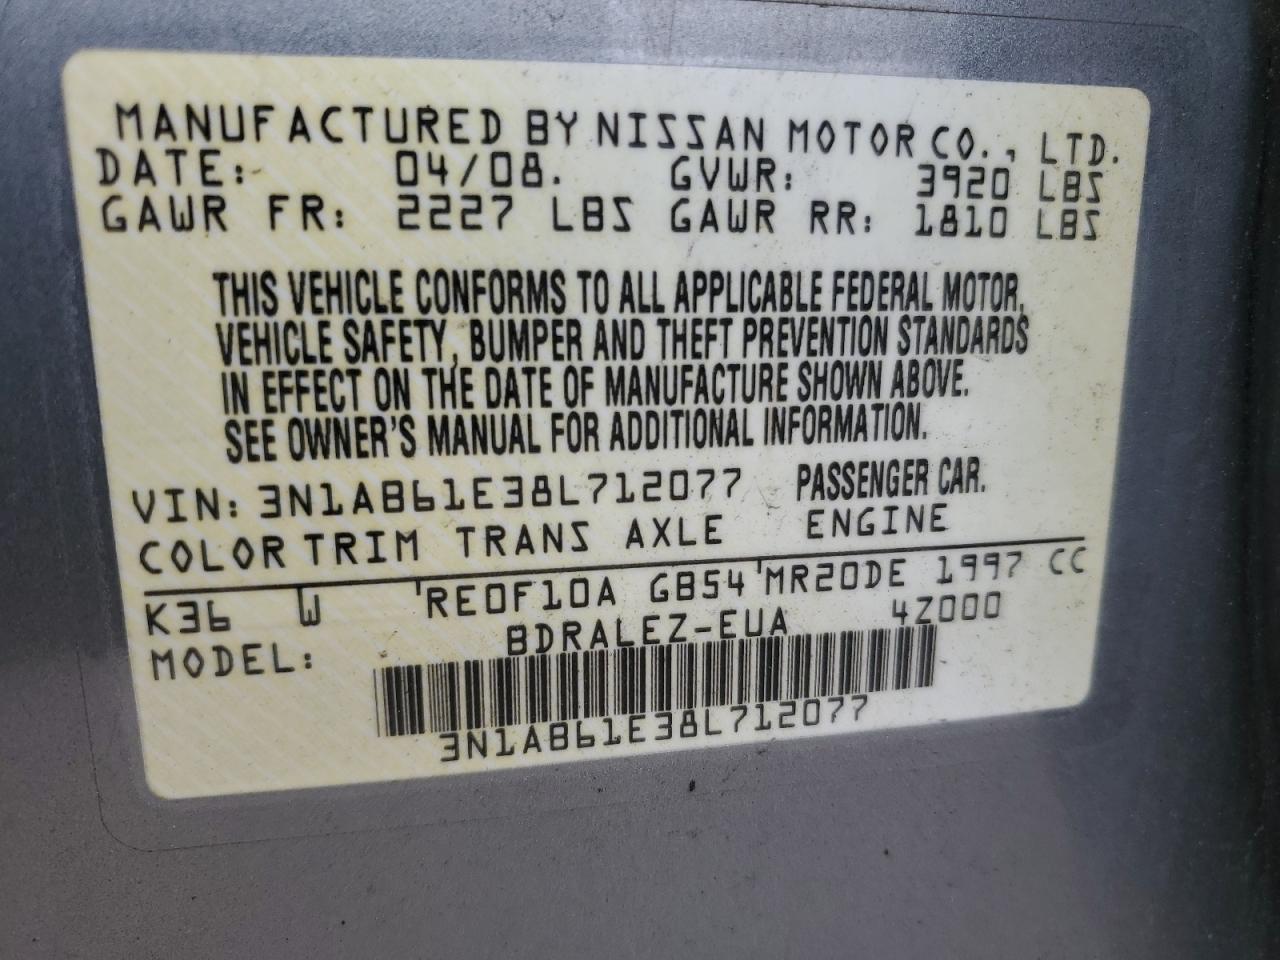 MANUFACTURED BY NISSAN MOTOR CO., LTD.
DATE: 04/08. GVWR: 3920 LBS
GAWR FR: 2227 LBS GAWR RR: 1810 LBS
THIS VEHICLE CONFORMS TO ALL APPLICABLE FEDERAL MOTOR,
VEHICLE SAFETY, BUMPER AND THEFT PREVENTION STANDARDS
IN EFFECT ON THE DATE OF MANUFACTURE SHOWN ABOVE.
SEE OWNER'S MANUAL FOR ADDITIONAL INFORMATION.
VIN: 3N1AB61E38L712077 PASSENGER CAR.
COLOR TRIM TRANS AXLE ENGINE
K36 W RE0F10A GB54 MR20DE 1997 CC
MODEL: BDRALEZ-EUA 4Z000
3N1AB61E38L712077